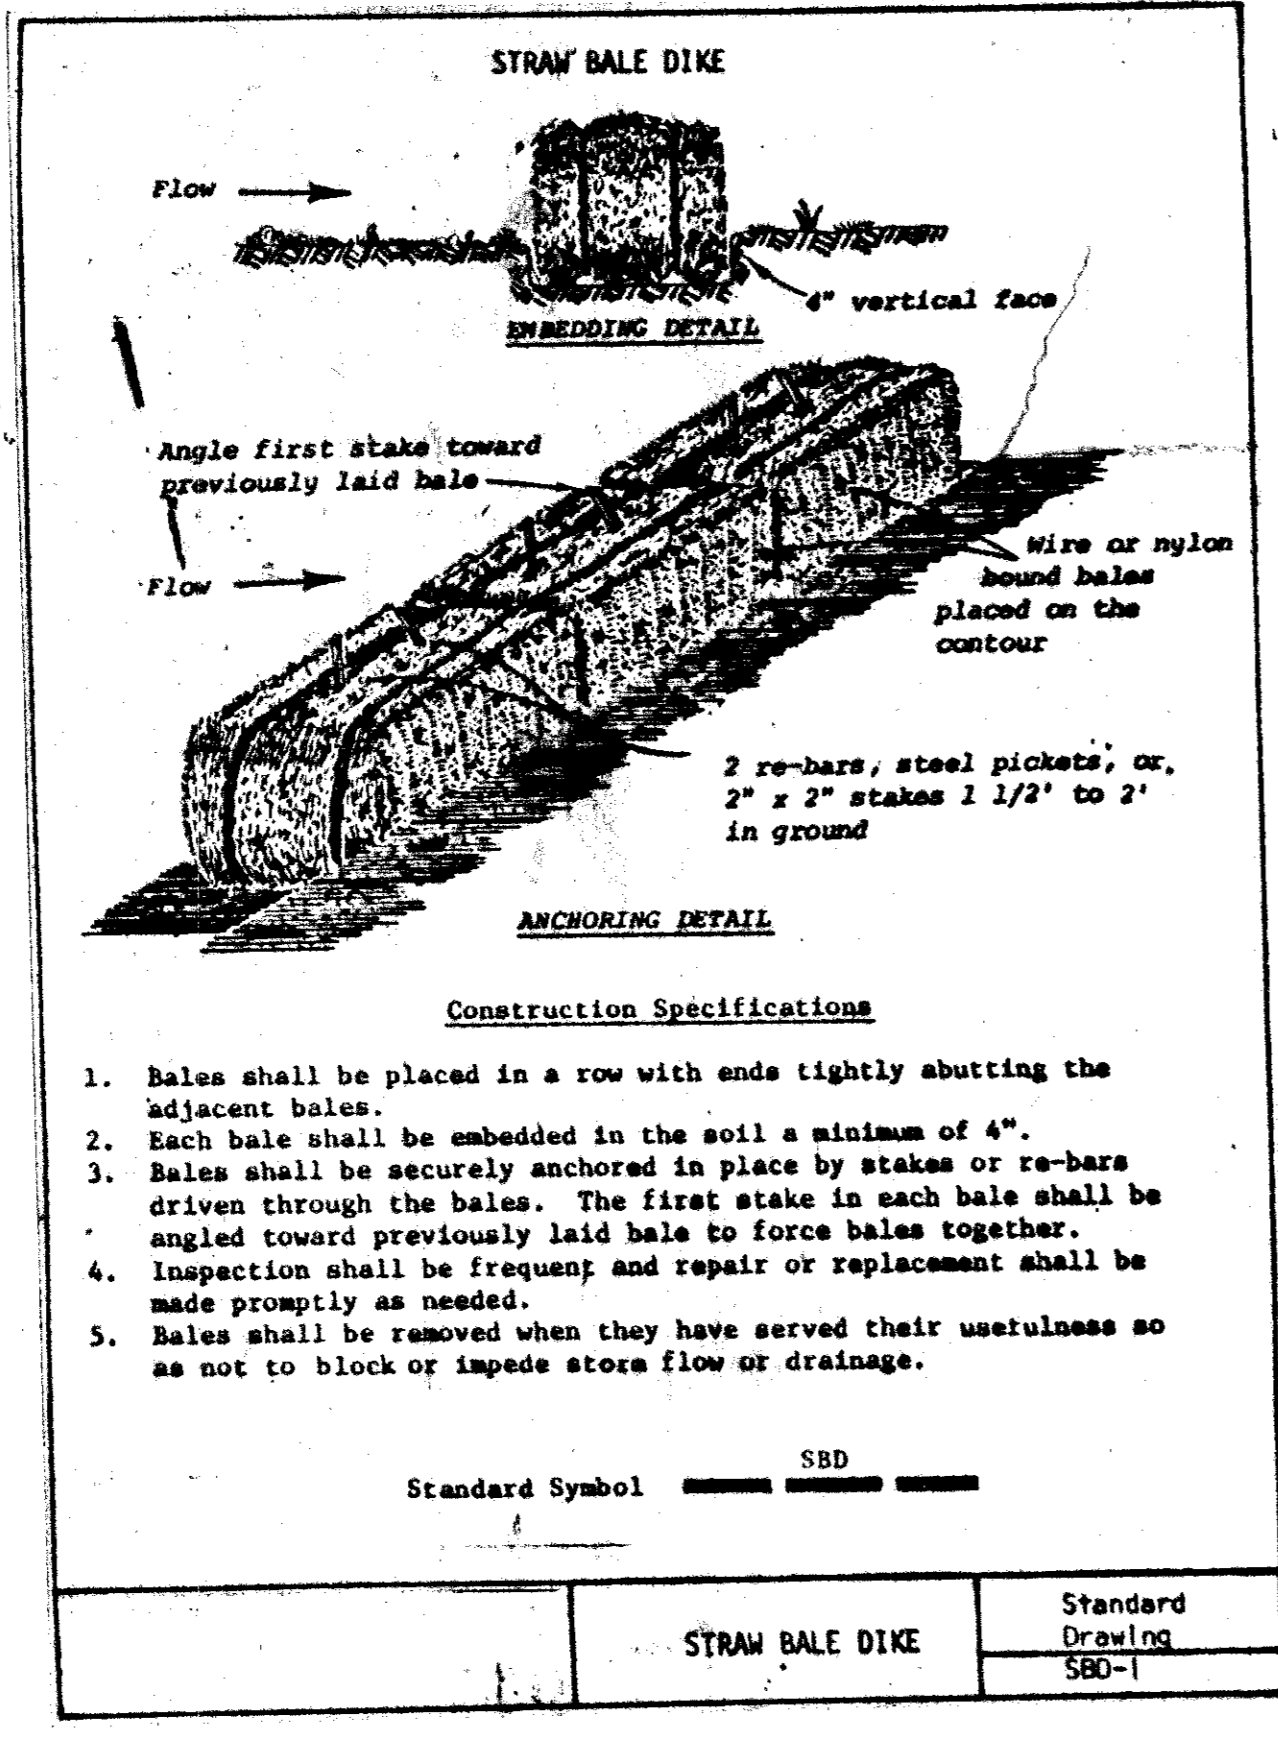 STRAW BALE DIKE
Flow
4" vertical face
EMBEDDING DETAIL
Angle first stake toward
previously laid bale
Flow
Wire or nylon
bound bales
placed on the
contour
2 re-bars, steel pickets, or
2" x 2" stakes 1 1/2' to 2'
in ground
ANCHORING DETAIL
Construction Specifications
1. Bales shall be placed in a row with ends tightly abutting the
adjacent bales.
2. Each bale shall be embedded in the soil a minimum of 4".
3. Bales shall be securely anchored in place by stakes or re-bars
driven through the bales. The first stake in each bale shall be
angled toward previously laid bale to force bales together.
4. Inspection shall be frequent and repair or replacement shall be
made promptly as needed.
5. Bales shall be removed when they have served their usefulness so
as not to block or impede storm flow or drainage.
SBD
Standard Symbol
STRAW BALE DIKE
Standard
Drawing
SBD-1